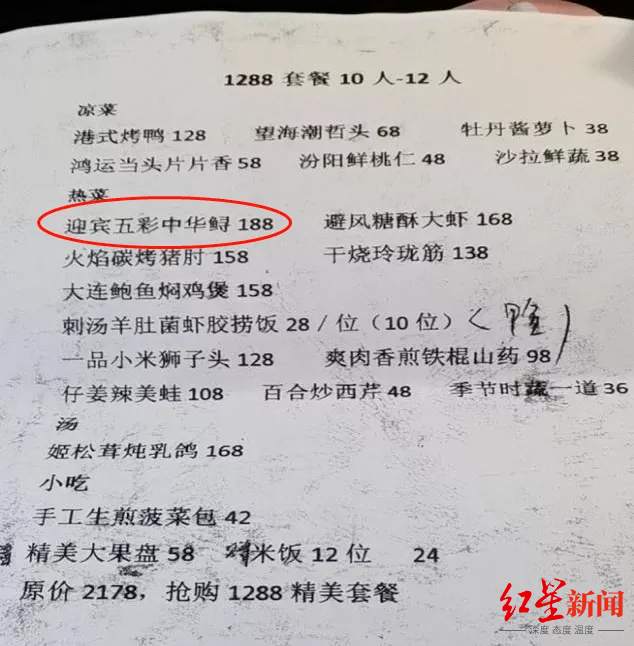 1288 套餐 10 人-12 人
凉菜
港式烤鸭 128 望海潮哲头 68 牡丹酱萝卜 38
鸿运当头片片香 58 汾阳鲜桃仁 48 沙拉鲜蔬 38
热菜
迎宾五彩中华鲟 188 避风糖酥大虾 168
火焰碳烤猪肘 158 干烧玲珑筋 138
大连鲍鱼焖鸡煲 158
刺汤羊肚菌虾胶捞饭 28/位（10 位）
一品小米狮子头 128 爽肉香煎铁棍山药 98
仔姜辣美蛙 108 百合炒西芹 48 季节时蔬一道 36
汤
姬松茸炖乳鸽 168
小吃
手工生煎菠菜包 42
精美大果盘 58 米饭 12 位 24
原价 2178，抢购 1288 精美套餐
红星新闻
深度 态度 温度